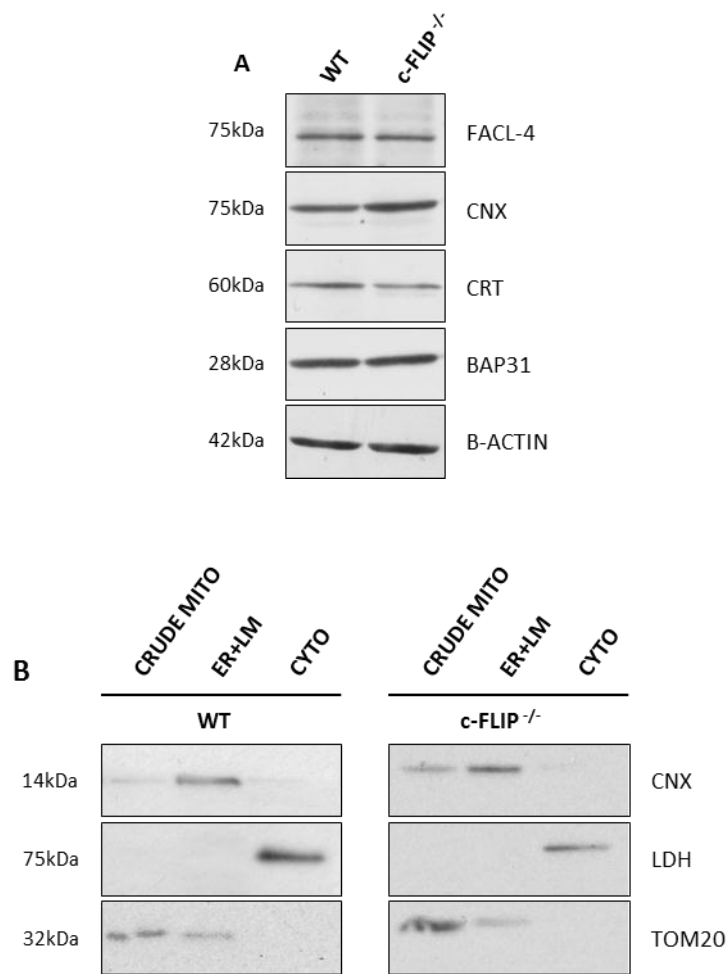 A
WT
c-FLIP-/-
75kDa
FACL-4
75kDa
CNX
60kDa
CRT
28kDa
BAP31
42kDa
B-ACTIN
B
CRUDE MITO
ER+LM
CYTO
CRUDE MITO
ER+LM
CYTO
WT
c-FLIP -/-
14kDa
CNX
75kDa
LDH
32kDa
TOM20